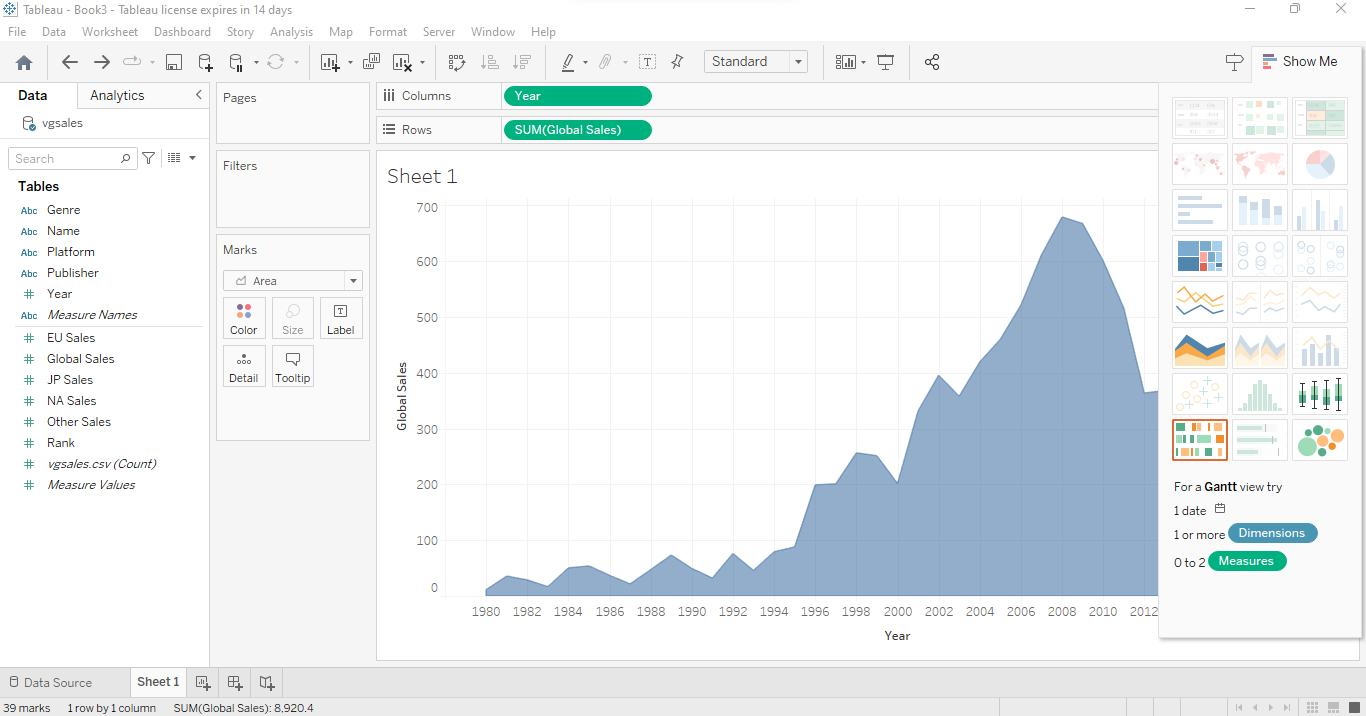 Tableau - Book3 - Tableau license expires in 14 days
File Data Worksheet Dashboard Story Analysis Map Format Server Window Help
Standard
Show Me
Data Analytics
vgsales
Search
Tables
Abc Genre
Abc Name
Abc Platform
Abc Publisher
# Year
Abc Measure Names
# EU Sales
# Global Sales
# JP Sales
# NA Sales
# Other Sales
# Rank
# vgsales.csv (Count)
# Measure Values
Pages
Filters
Marks
Area
Color Size Label
Detail Tooltip
Columns Year
Rows SUM(Global Sales)
Sheet 1
700
600
500
400
300
200
100
0
Global Sales
1980 1982 1984 1986 1988 1990 1992 1994 1996 1998 2000 2002 2004 2006 2008 2010 2012
Year
For a Gantt view try
1 date
1 or more Dimensions
0 to 2 Measures
Data Source Sheet 1
39 marks 1 row by 1 column SUM(Global Sales): 8,920.4